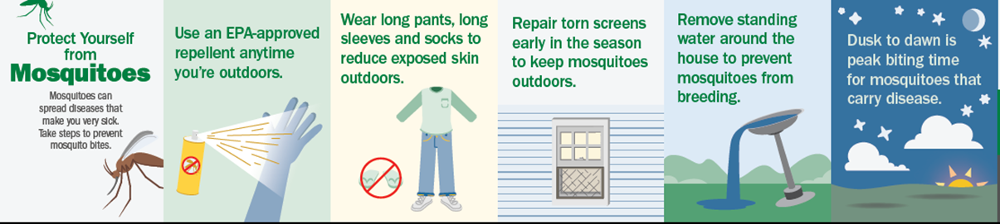 Protect Yourself
from
Mosquitoes
Mosquitoes can
spread diseases that
make you very sick.
Take steps to prevent
mosquito bites.
Use an EPA-approved
repellent anytime
you're outdoors.
Wear long pants, long
sleeves and socks to
reduce exposed skin
outdoors.
Repair torn screens
early in the season
to keep mosquitoes
outdoors.
Remove standing
water around the
house to prevent
mosquitoes from
breeding.
Dusk to dawn is
peak biting time
for mosquitoes that
carry disease.